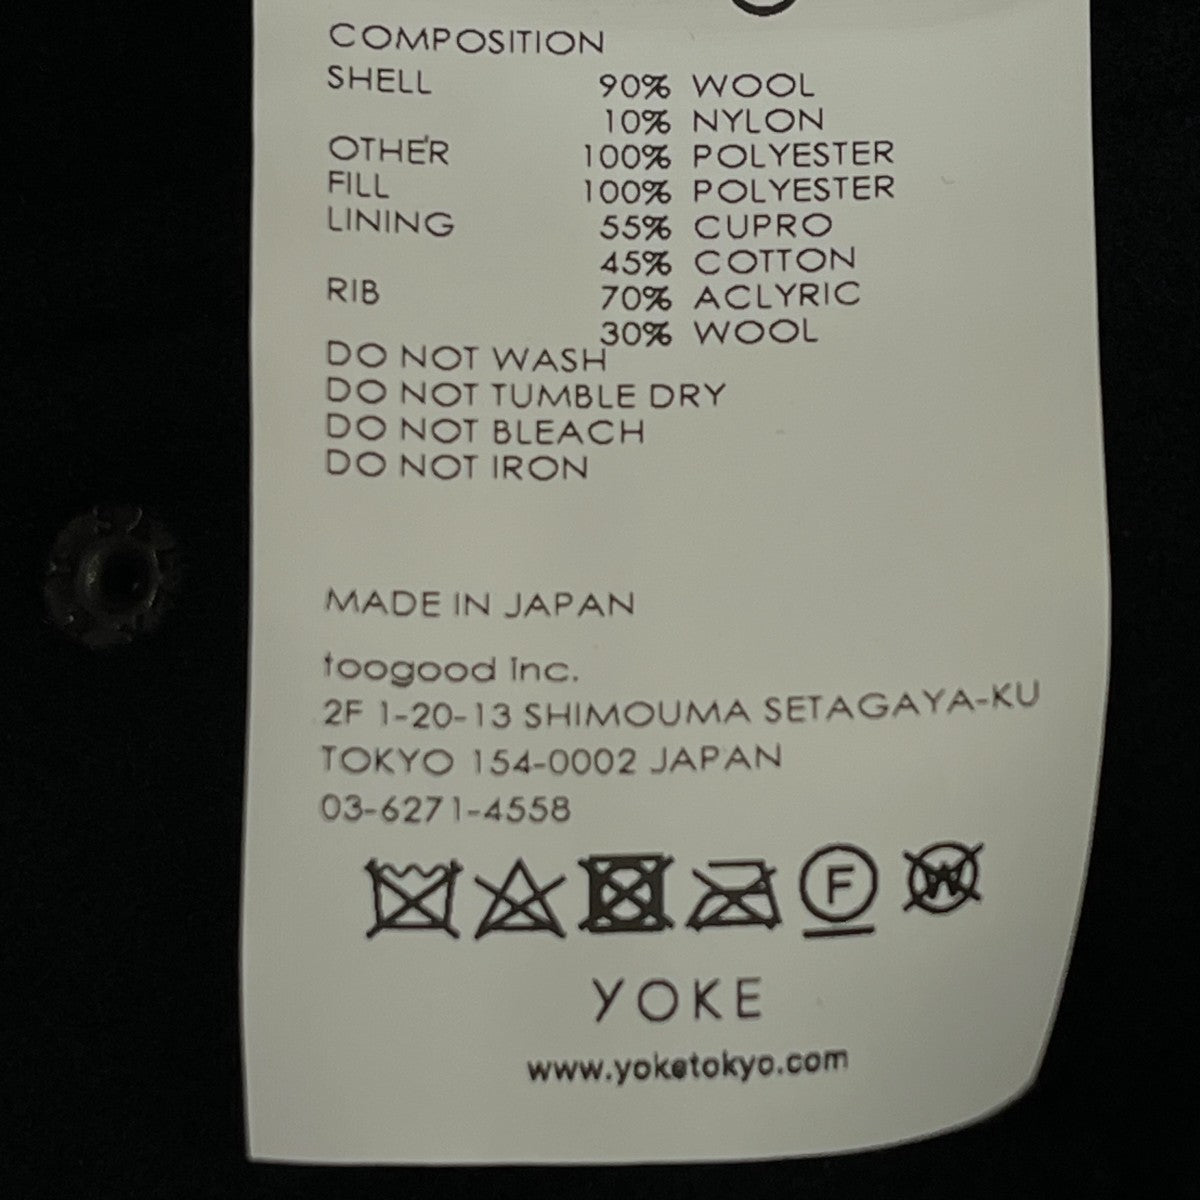 COMPOSITION
SHELL 90% WOOL
10% NYLON
OTHER 100% POLYESTER
FILL 100% POLYESTER
LINING 55% CUPRO
45% COTTON
RIB 70% ACLYRIC
30% WOOL
DO NOT WASH
DO NOT TUMBLE DRY
DO NOT BLEACH
DO NOT IRON
MADE IN JAPAN
toogood Inc.
2F 1-20-13 SHIMOUMA SETAGAYA-KU
TOKYO 154-0002 JAPAN
03-6271-4558
F W
YOKE
www.yoketokyo.com